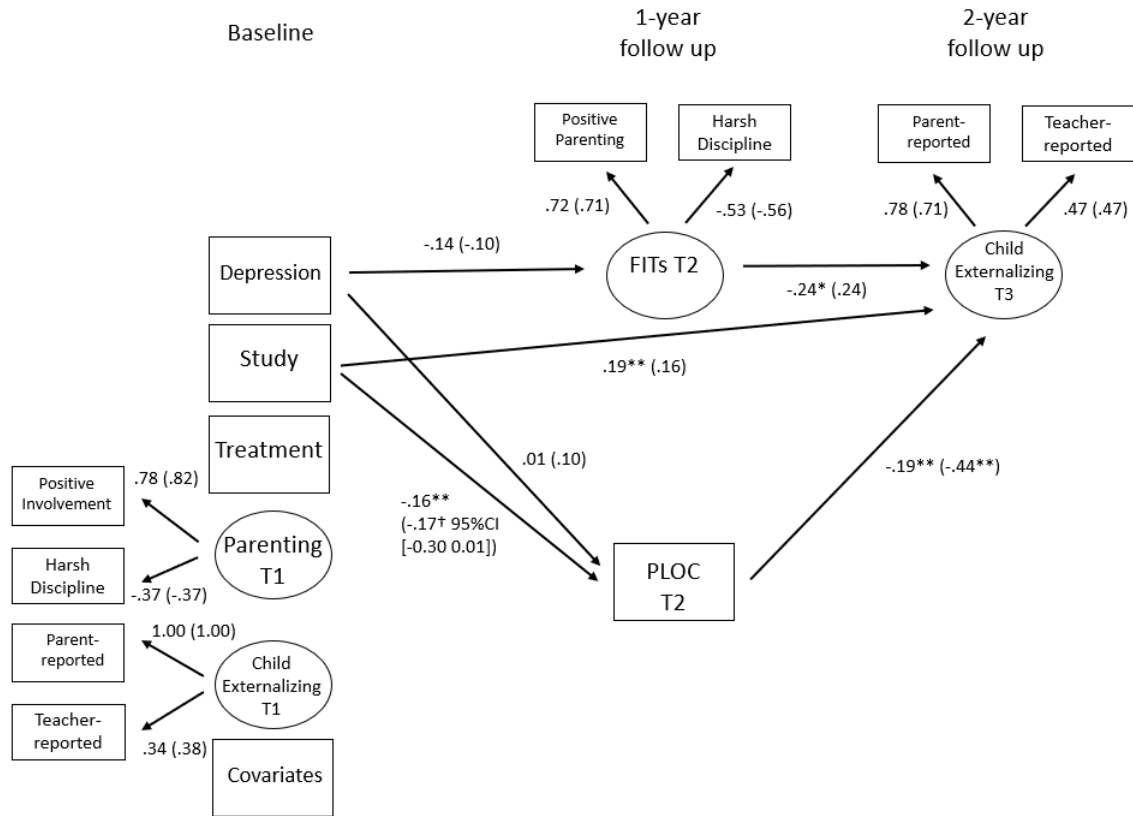 Baseline
1-year
follow up
2-year
follow up
Positive
Parenting
Harsh
Discipline
Parent-
reported
Teacher-
reported
.72 (.71)
-.53 (-.56)
.78 (.71)
.47 (.47)
Depression
-.14 (-.10)
FITs T2
-.24* (.24)
Child
Externalizing
T3
Study
.19** (.16)
Treatment
.01 (.10)
-.19** (-.44**)
-.16**
(-.17† 95%CI
[-0.30 0.01])
Positive
Involvement
.78 (.82)
Parenting
T1
Harsh
Discipline
-.37 (-.37)
PLOC
T2
Parent-
reported
1.00 (1.00)
Child
Externalizing
T1
Teacher-
reported
.34 (.38)
Covariates